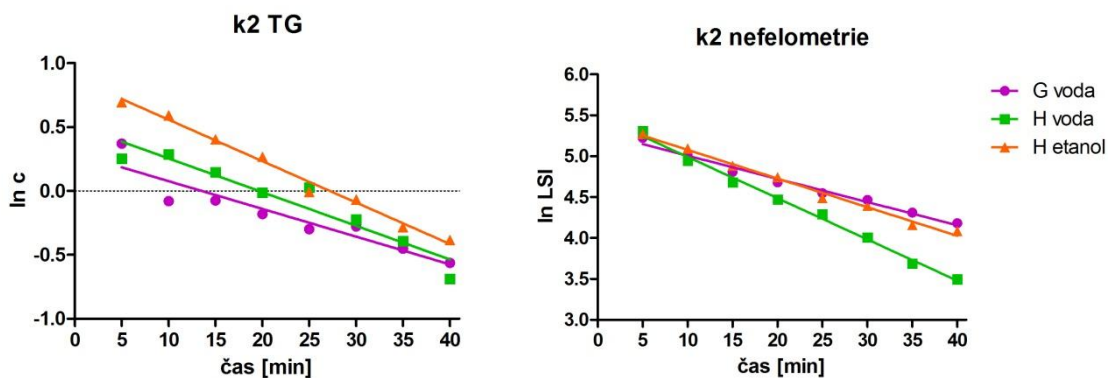 k2 TG
1.0
0.5
0.0
-0.5
-1.0
ln c
0 5 10 15 20 25 30 35 40
čas [min]
k2 nefelometrie
6.0
5.5
5.0
4.5
4.0
3.5
3.0
ln LSI
0 5 10 15 20 25 30 35 40
čas [min]
G voda
H voda
H etanol